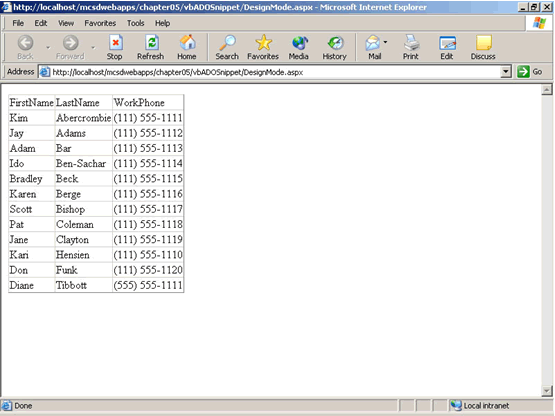 http://localhost/mcsdwebapps/chapter05/vbADOSnippet/DesignMode.aspx - Microsoft Internet Explorer
File Edit View Favorites Tools Help
Back Forward Stop Refresh Home Search Favorites Media History Mail Print Edit Discuss
Address http://localhost/mcsdwebapps/chapter05/vbADOSnippet/DesignMode.aspx Go
FirstName LastName WorkPhone
Kim Abercrombie (111) 555-1111
Jay Adams (111) 555-1112
Adam Bar (111) 555-1113
Ido Ben-Sachar (111) 555-1114
Bradley Beck (111) 555-1115
Karen Berge (111) 555-1116
Scott Bishop (111) 555-1117
Pat Coleman (111) 555-1118
Jane Clayton (111) 555-1119
Kari Hensien (111) 555-1110
Don Funk (111) 555-1120
Diane Tibbott (555) 555-1111
Done Local intranet